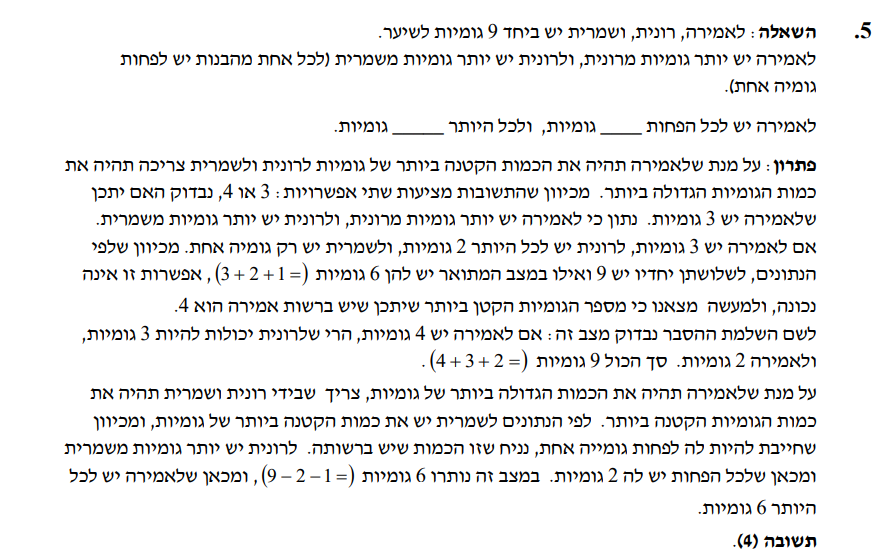 5. השאלה: לאמירה, רונית, ושמרית יש ביחד 9 גומיות לשיער.
לאמירה יש יותר גומיות מרונית, ולרונית יש יותר גומיות משמרית (לכל אחת מהבנות יש לפחות
גומיה אחת).
לאמירה יש לכל הפחות ____ גומיות, ולכל היותר _____ גומיות.
פתרון: על מנת שלאמירה תהיה את הכמות הקטנה ביותר של גומיות לרונית ולשמרית צריכה תהיה את
כמות הגומיות הגדולה ביותר. מכיוון שהתשובות מציעות שתי אפשרויות: 3 או 4, נבדוק האם יתכן
שלאמירה יש 3 גומיות. נתון כי לאמירה יש יותר גומיות מרונית, ולרונית יש יותר גומיות משמרית.
אם לאמירה יש 3 גומיות, לרונית יש לכל היותר 2 גומיות, ולשמרית יש רק גומיה אחת. מכיוון שלפי
הנתונים, לשלושתן יחדיו יש 9 ואילו במצב המתואר יש להן 6 גומיות (3 + 2 + 1 =), אפשרות זו אינה
נכונה, ולמעשה מצאנו כי מספר הגומיות הקטן ביותר שיתכן שיש ברשות אמירה הוא 4.
לשם השלמת ההסבר נבדוק מצב זה: אם לאמירה יש 4 גומיות, הרי שלרונית יכולות להיות 3 גומיות,
ולאמירה 2 גומיות. סך הכול 9 גומיות (4 + 3 + 2 =).
על מנת שלאמירה תהיה את הכמות הגדולה ביותר של גומיות, צריך שבידי רונית ושמרית תהיה את
כמות הגומיות הקטנה ביותר. לפי הנתונים לשמרית יש את כמות הקטנה ביותר של גומיות, ומכיוון
שחייבת להיות לה לפחות גומייה אחת, נניח שזו הכמות שיש ברשותה. לרונית יש יותר גומיות משמרית
ומכאן שלכל הפחות יש לה 2 גומיות. במצב זה נותרו 6 גומיות (9 − 2 − 1 =), ומכאן שלאמירה יש לכל
היותר 6 גומיות.
תשובה (4).